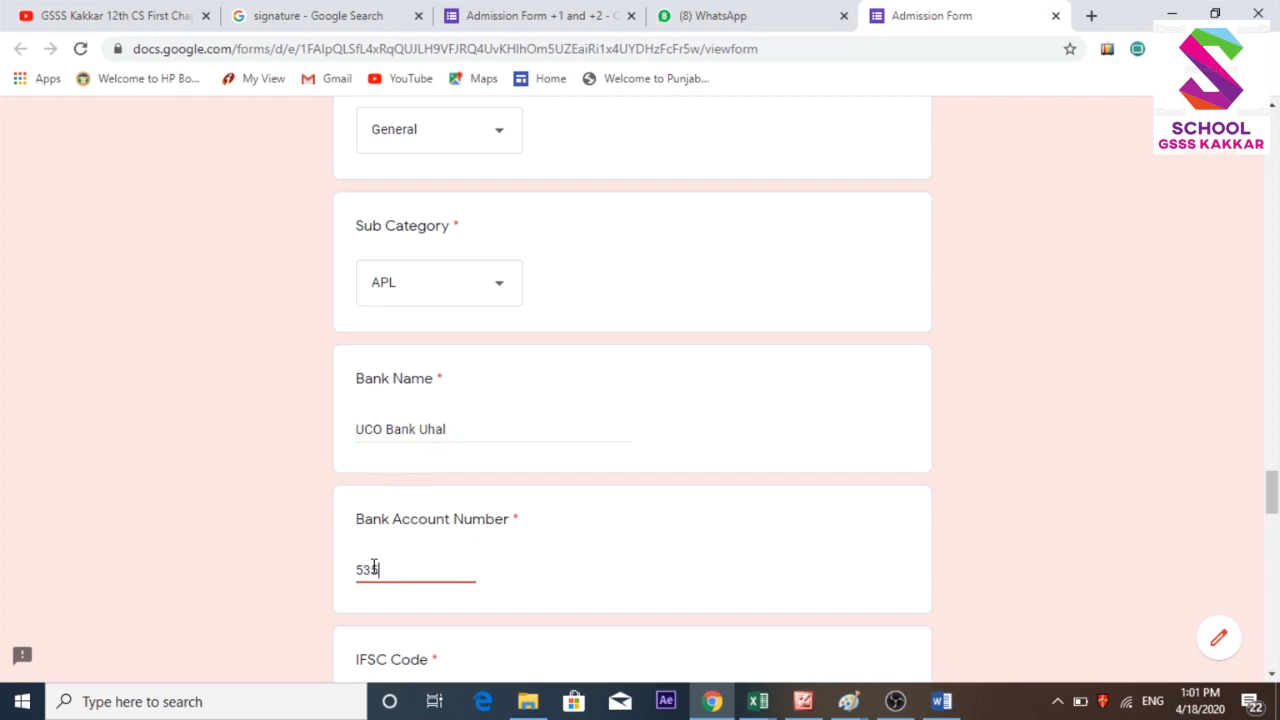 GSSS Kakkar 12th CS First Cha
signature - Google Search
Admission Form +1 and +2 - G
(8) WhatsApp
Admission Form
docs.google.com/forms/d/e/1FAIpQLSfL4xRqQUJLH9VFJRQ4UvKHIhOm5UZEaiRi1x4UYDHzFcFr5w/viewform
Apps
Welcome to HP Bo...
My View
Gmail
YouTube
Maps
Home
Welcome to Punjab...
SCHOOL
GSSS KAKKAR
General
Sub Category *
APL
Bank Name *
UCO Bank Uhal
Bank Account Number *
535
IFSC Code *
Type here to search
Ae
ENG
1:01 PM
4/18/2020
22